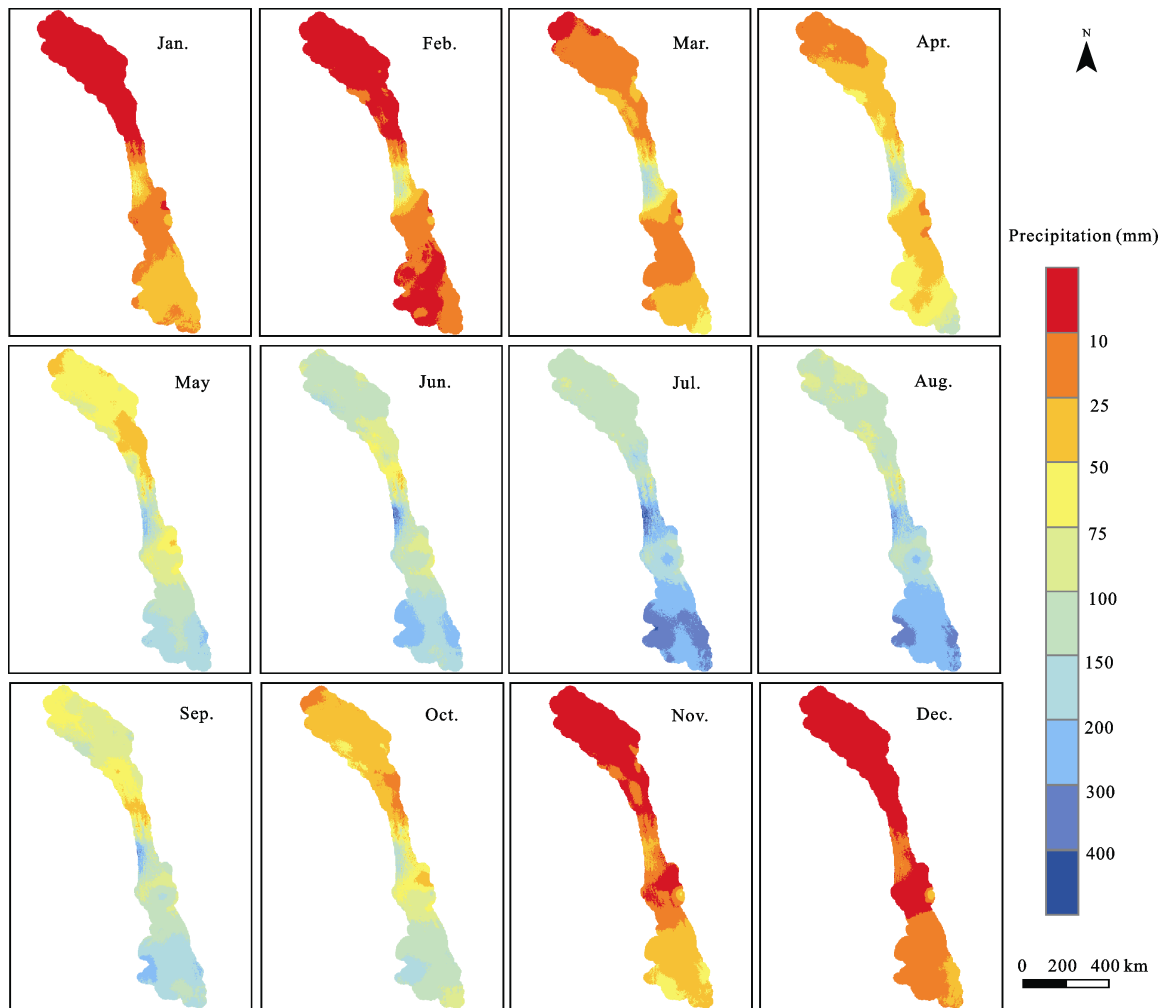 Jan.
Feb.
Mar.
Apr.
N
Precipitation (mm)
10
25
50
75
100
150
200
300
400
May
Jun.
Jul.
Aug.
Sep.
Oct.
Nov.
Dec.
0 200 400 km